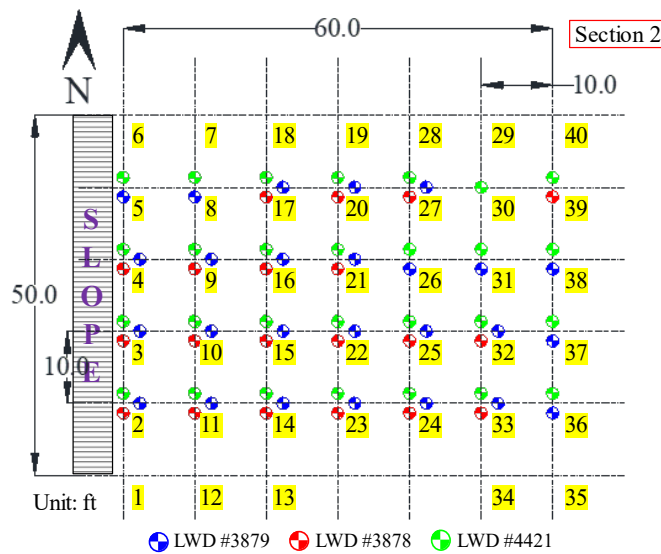 60.0
Section 2
10.0
N
6 7 18 19 28 29 40
5 8 17 20 27 30 39
SLOPE
4 9 16 21 26 31 38
50.0
3 10 15 22 25 32 37
10.0
2 11 14 23 24 33 36
Unit: ft
1 12 13 34 35
LWD #3879 LWD #3878 LWD #4421